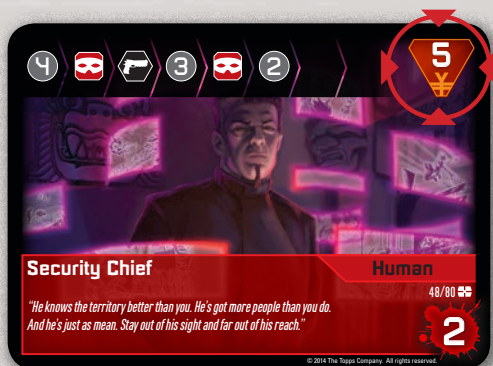 4 3 2
5
¥
Security Chief
Human
48/80
"He knows the territory better than you. He's got more people than you do.
And he's just as mean. Stay out of his sight and far out of his reach."
2
© 2014 The Topps Company. All rights reserved.